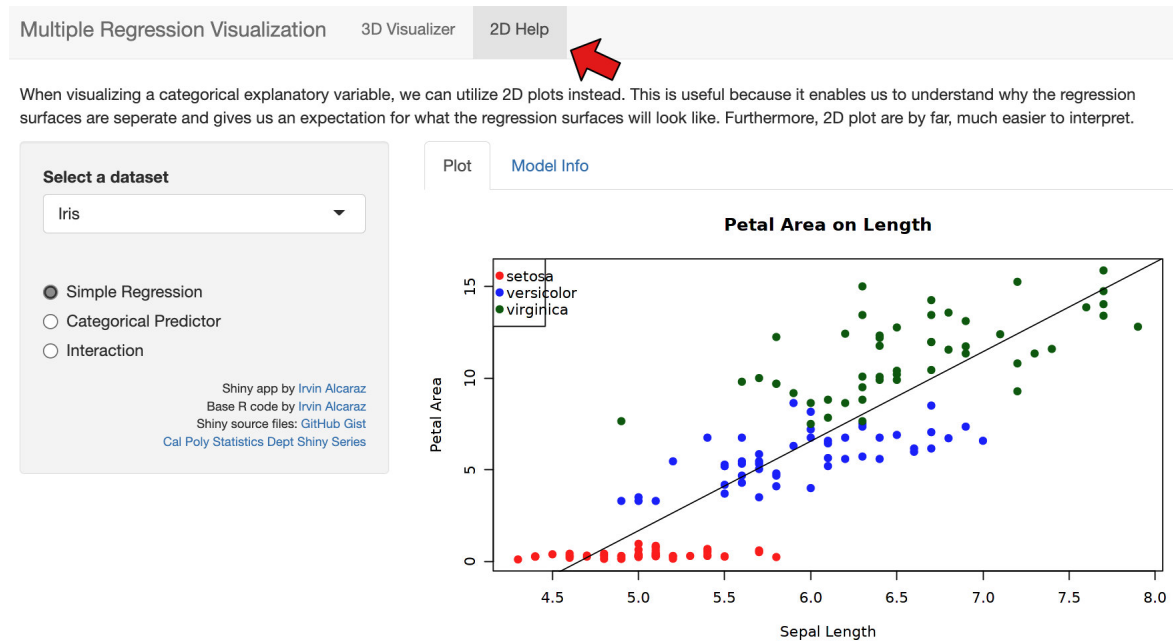 Multiple Regression Visualization 3D Visualizer 2D Help
When visualizing a categorical explanatory variable, we can utilize 2D plots instead. This is useful because it enables us to understand why the regression
surfaces are seperate and gives us an expectation for what the regression surfaces will look like. Furthermore, 2D plot are by far, much easier to interpret.
Select a dataset
Iris
Simple Regression
Categorical Predictor
Interaction
Shiny app by Irvin Alcaraz
Base R code by Irvin Alcaraz
Shiny source files: GitHub Gist
Cal Poly Statistics Dept Shiny Series
Plot Model Info
Petal Area on Length
setosa
versicolor
virginica
Petal Area
15
10
5
0
4.5 5.0 5.5 6.0 6.5 7.0 7.5 8.0
Sepal Length